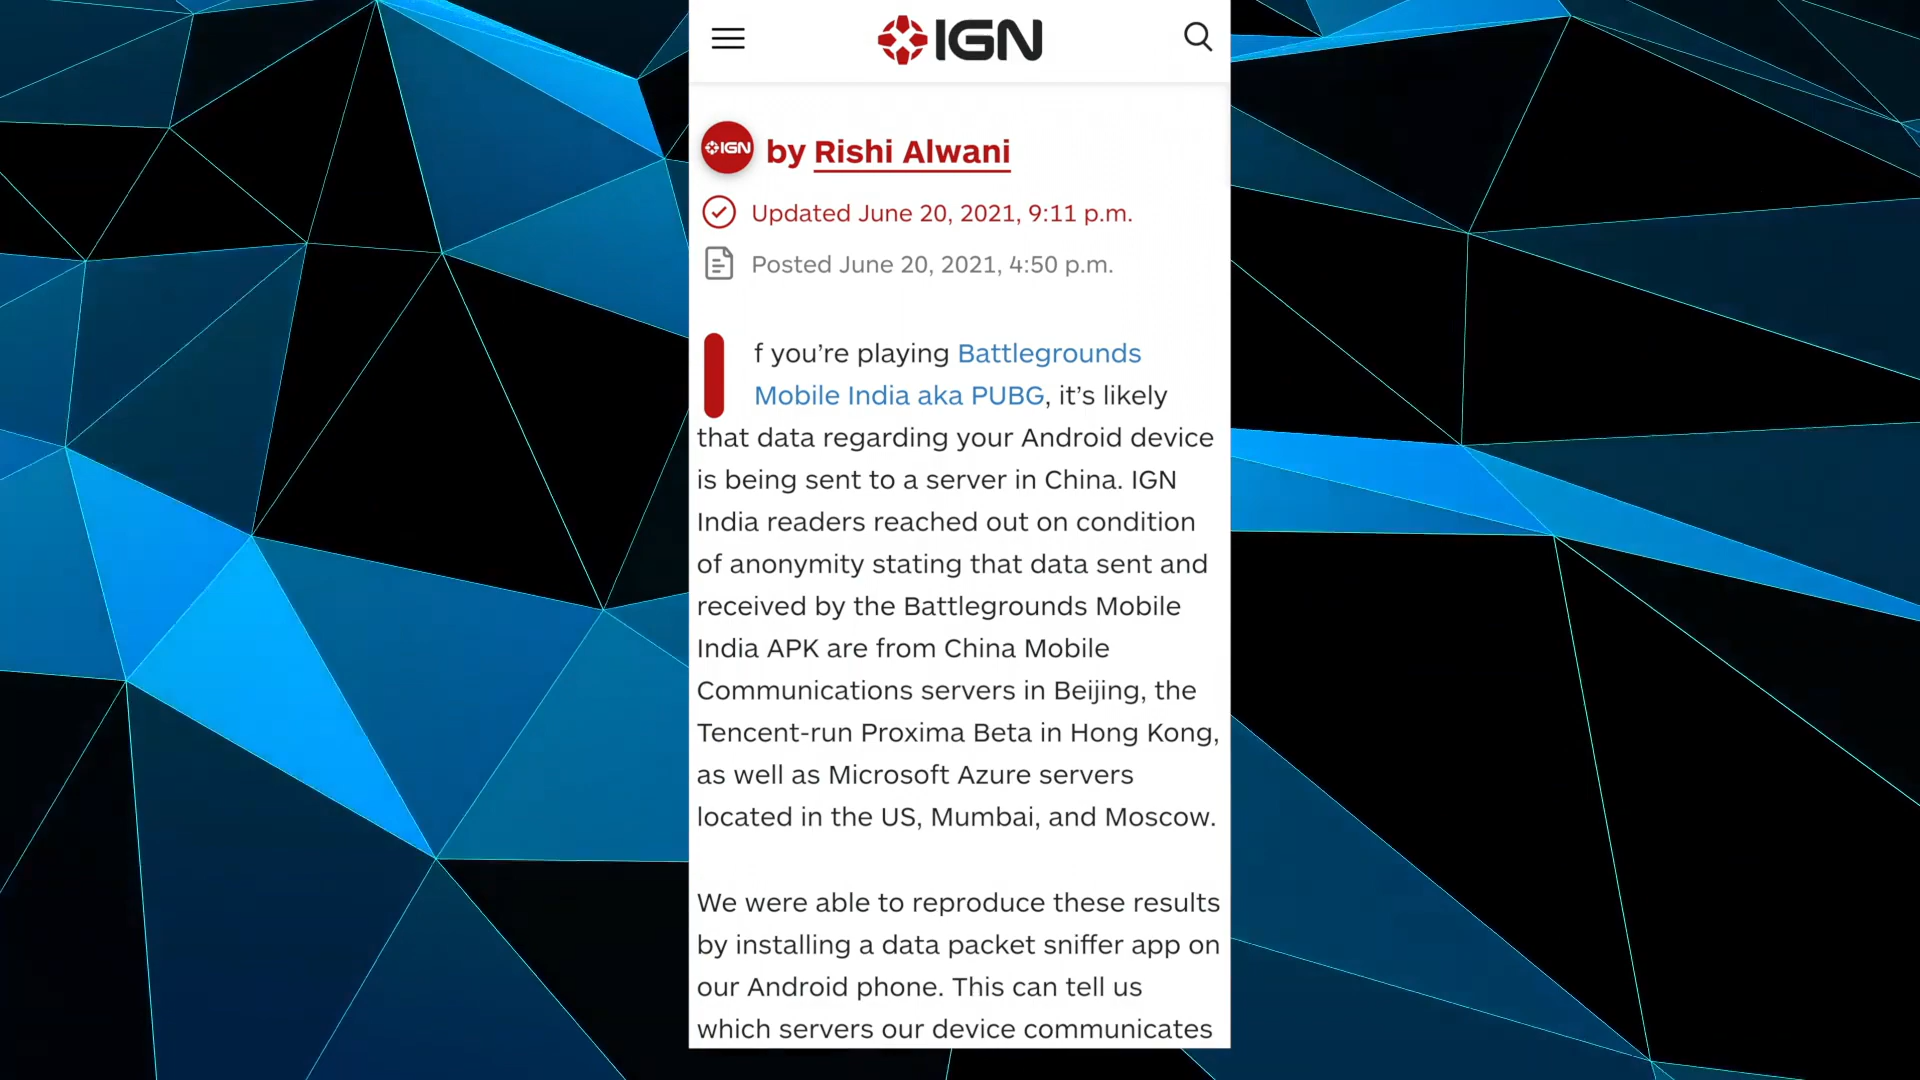 IGN
IGN by Rishi Alwani
Updated June 20, 2021, 9:11 p.m.
Posted June 20, 2021, 4:50 p.m.
If you’re playing Battlegrounds
Mobile India aka PUBG, it’s likely
that data regarding your Android device
is being sent to a server in China. IGN
India readers reached out on condition
of anonymity stating that data sent and
received by the Battlegrounds Mobile
India APK are from China Mobile
Communications servers in Beijing, the
Tencent-run Proxima Beta in Hong Kong,
as well as Microsoft Azure servers
located in the US, Mumbai, and Moscow.
We were able to reproduce these results
by installing a data packet sniffer app on
our Android phone. This can tell us
which servers our device communicates